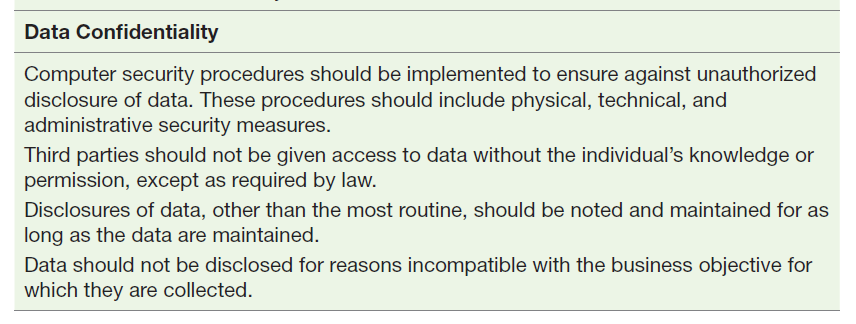 Data Confidentiality
Computer security procedures should be implemented to ensure against unauthorized
disclosure of data. These procedures should include physical, technical, and
administrative security measures.
Third parties should not be given access to data without the individual’s knowledge or
permission, except as required by law.
Disclosures of data, other than the most routine, should be noted and maintained for as
long as the data are maintained.
Data should not be disclosed for reasons incompatible with the business objective for
which they are collected.